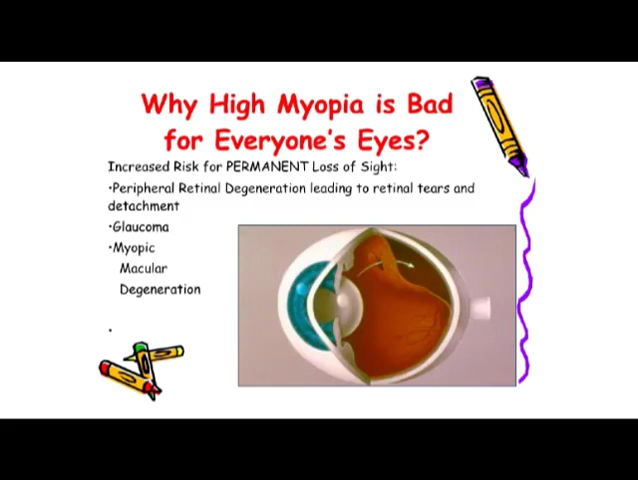 Why High Myopia is Bad
for Everyone's Eyes?
Increased Risk for PERMANENT Loss of Sight:
•Peripheral Retinal Degeneration leading to retinal tears and
detachment
•Glaucoma
•Myopic
Macular
Degeneration
•